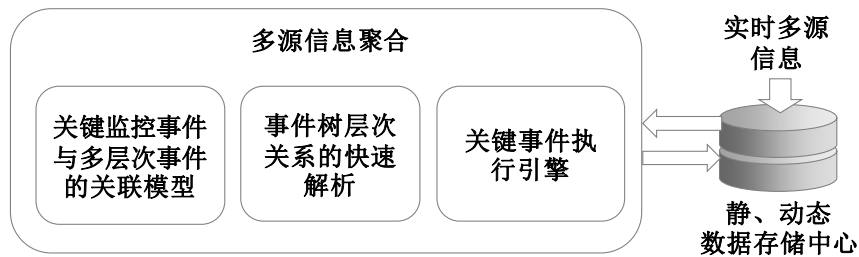 多源信息聚合
关键监控事件
与多层次事件
的关联模型
事件树层次
关系的快速
解析
关键事件执
行引擎
实时多源
信息
静、动态
数据存储中心